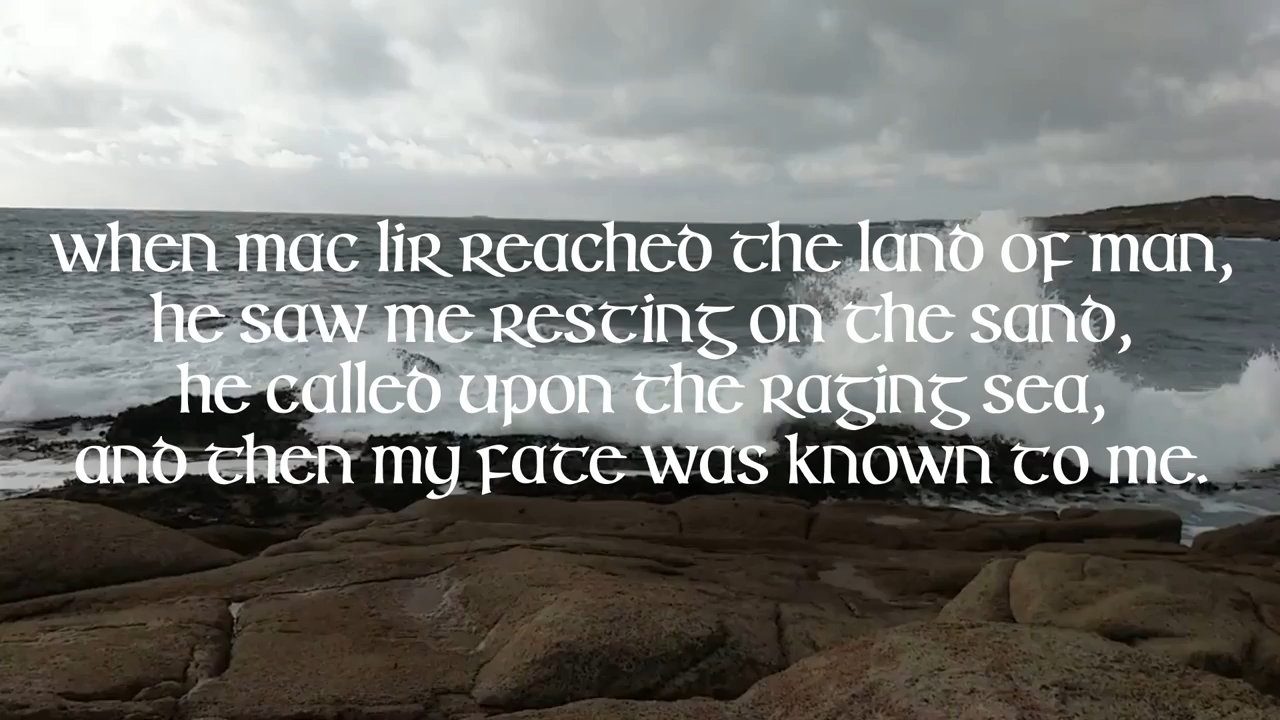 when mac lir reached the land of man,
he saw me resting on the sand,
he called upon the raging sea,
and then my fate was known to me.